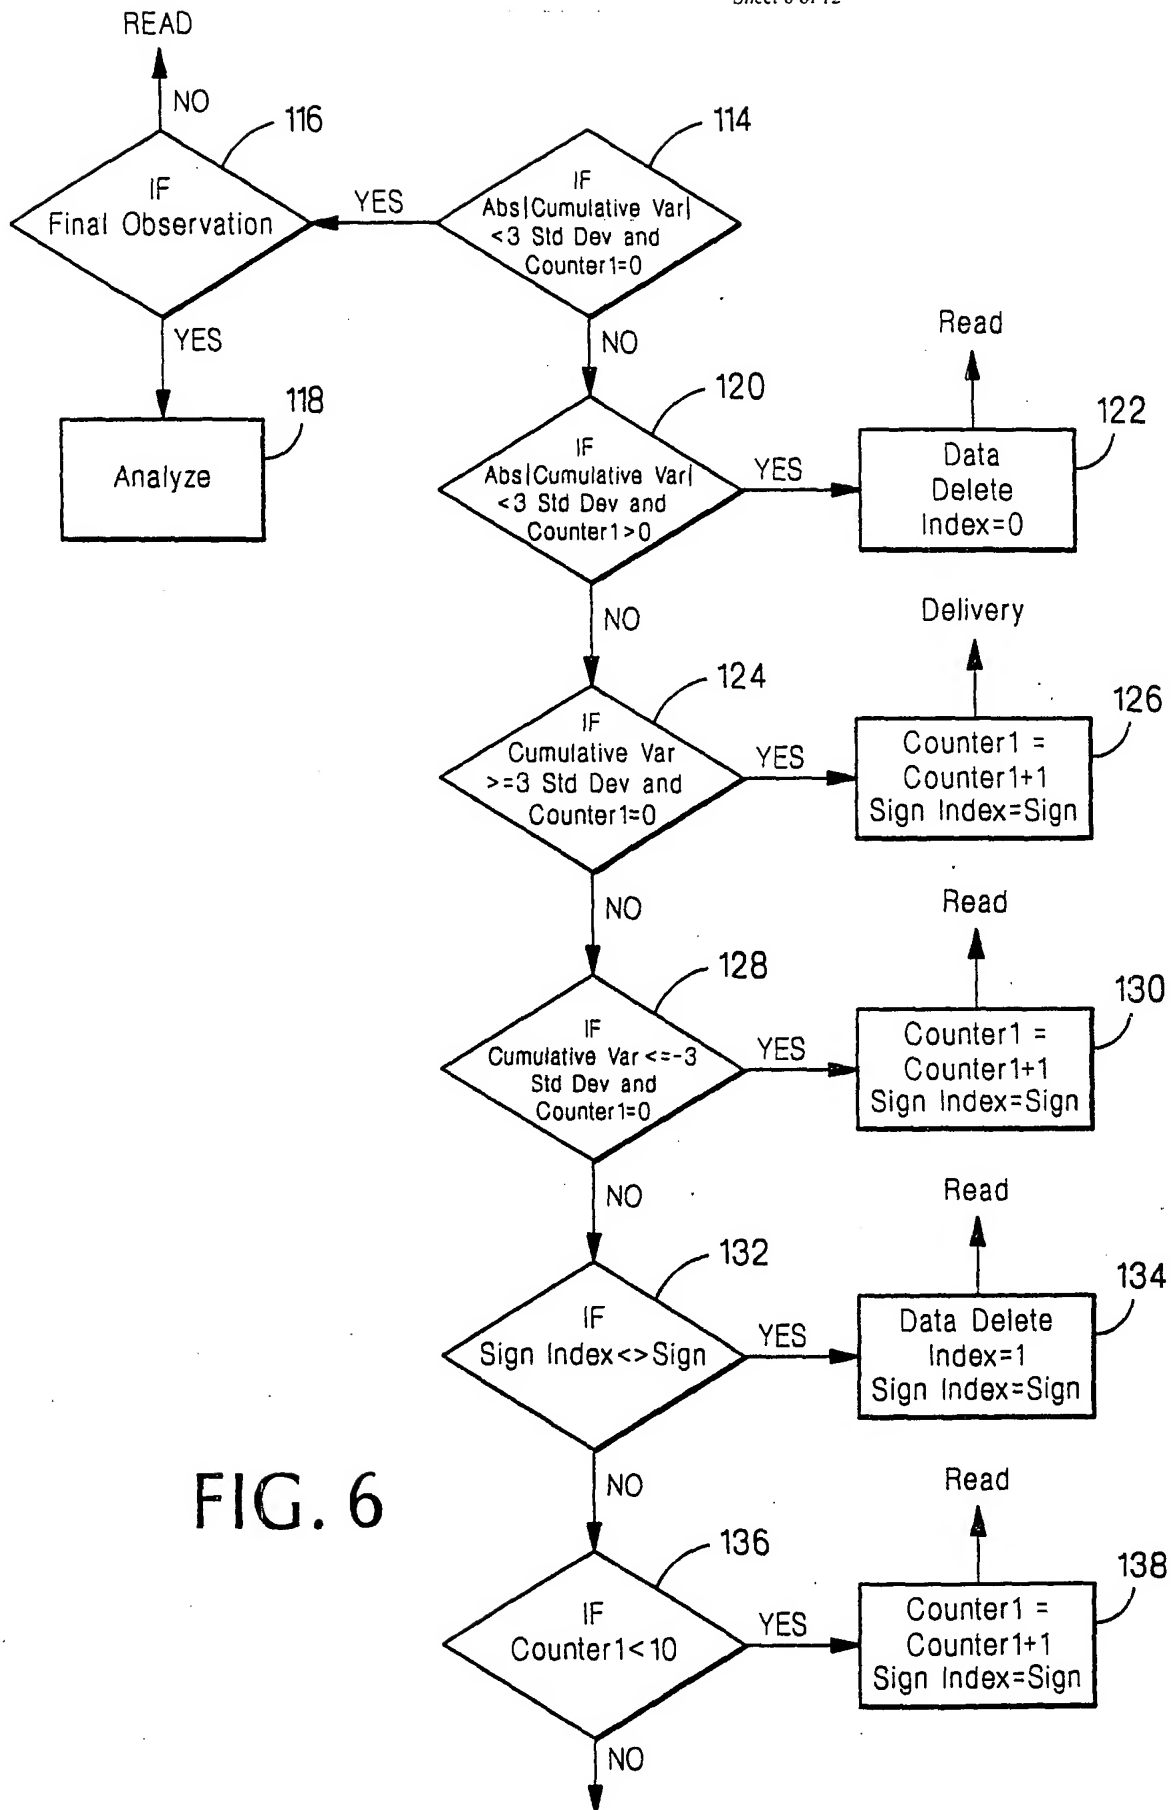 READ
NO
116
114
IF
Final Observation
YES
IF
Abs|Cumulative Var|
<3 Std Dev and
Counter1=0
YES
NO
118
Analyze
120
Read
122
IF
Abs|Cumulative Var|
<3 Std Dev and
Counter1>0
YES
Data
Delete
Index=0
NO
Delivery
124
126
IF
Cumulative Var
>=3 Std Dev and
Counter1=0
YES
Counter1 =
Counter1+1
Sign Index=Sign
NO
Read
128
130
IF
Cumulative Var <=-3
Std Dev and
Counter1=0
YES
Counter1 =
Counter1+1
Sign Index=Sign
NO
Read
132
134
IF
Sign Index<>Sign
YES
Data Delete
Index=1
Sign Index=Sign
NO
FIG. 6
Read
136
138
IF
Counter1<10
YES
Counter1 =
Counter1+1
Sign Index=Sign
NO